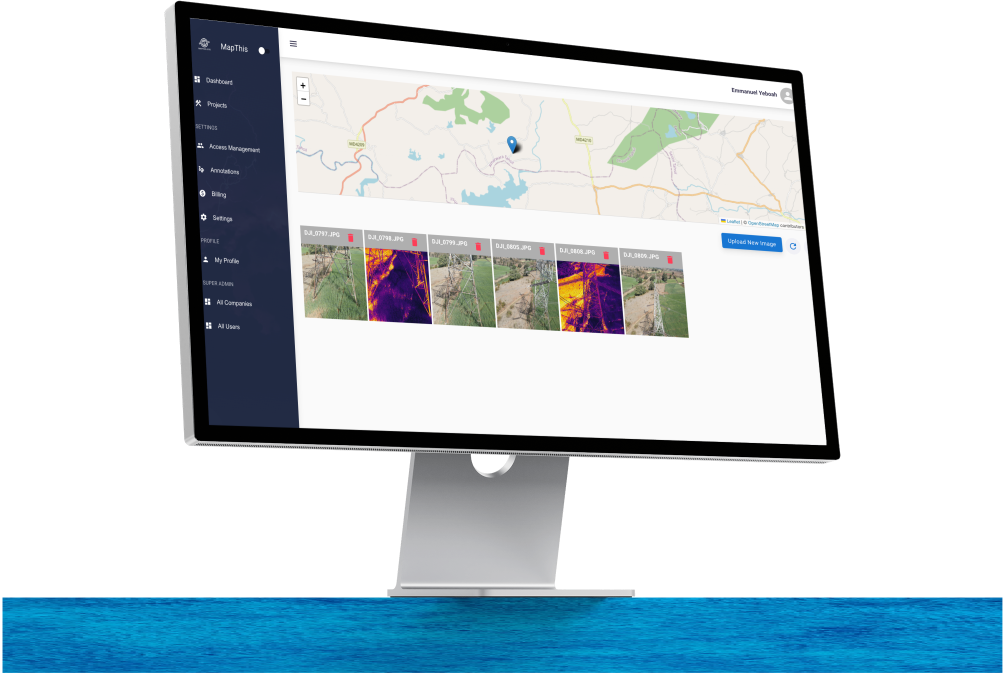 MapThis
Emmanuel Yeboah
Dashboard
Projects
SETTINGS
Access Management
Annotations
Billing
Settings
PROFILE
My Profile
SUPER ADMIN
All Companies
All Users
+
−
Leaflet | © OpenStreetMap contributors
Upload New Image
DJI_0797.JPG
DJI_0798.JPG
DJI_0799.JPG
DJI_0805.JPG
DJI_0808.JPG
DJI_0809.JPG